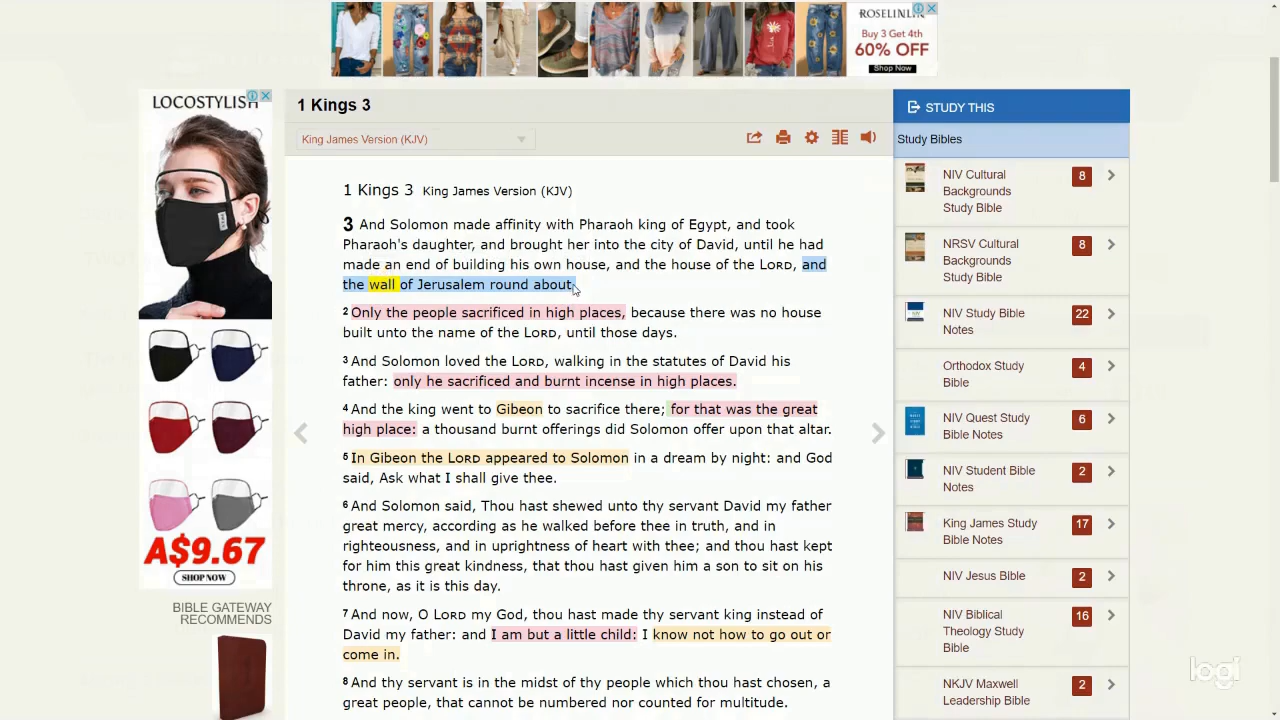 ROSELINLIN
Buy 3 Get 4th
60% OFF
Shop Now
LOCOSTYLISH
A$9.67
SHOP NOW
BIBLE GATEWAY
RECOMMENDS
1 Kings 3
King James Version (KJV)
1 Kings 3 King James Version (KJV)
3 And Solomon made affinity with Pharaoh king of Egypt, and took
Pharaoh's daughter, and brought her into the city of David, until he had
made an end of building his own house, and the house of the LORD, and
the wall of Jerusalem round about.
2 Only the people sacrificed in high places, because there was no house
built unto the name of the LORD, until those days.
3 And Solomon loved the LORD, walking in the statutes of David his
father: only he sacrificed and burnt incense in high places.
4 And the king went to Gibeon to sacrifice there; for that was the great
high place: a thousand burnt offerings did Solomon offer upon that altar.
5 In Gibeon the LORD appeared to Solomon in a dream by night: and God
said, Ask what I shall give thee.
6 And Solomon said, Thou hast shewed unto thy servant David my father
great mercy, according as he walked before thee in truth, and in
righteousness, and in uprightness of heart with thee; and thou hast kept
for him this great kindness, that thou hast given him a son to sit on his
throne, as it is this day.
7 And now, O LORD my God, thou hast made thy servant king instead of
David my father: and I am but a little child: I know not how to go out or
come in.
8 And thy servant is in the midst of thy people which thou hast chosen, a
great people, that cannot be numbered nor counted for multitude.
STUDY THIS
Study Bibles
NIV Cultural
Backgrounds
Study Bible
8
NRSV Cultural
Backgrounds
Study Bible
8
NIV Study Bible
Notes
22
Orthodox Study
Bible
4
NIV Quest Study
Bible Notes
6
NIV Student Bible
Notes
2
King James Study
Bible Notes
17
NIV Jesus Bible
2
NIV Biblical
Theology Study
Bible
16
NKJV Maxwell
Leadership Bible
2
logi